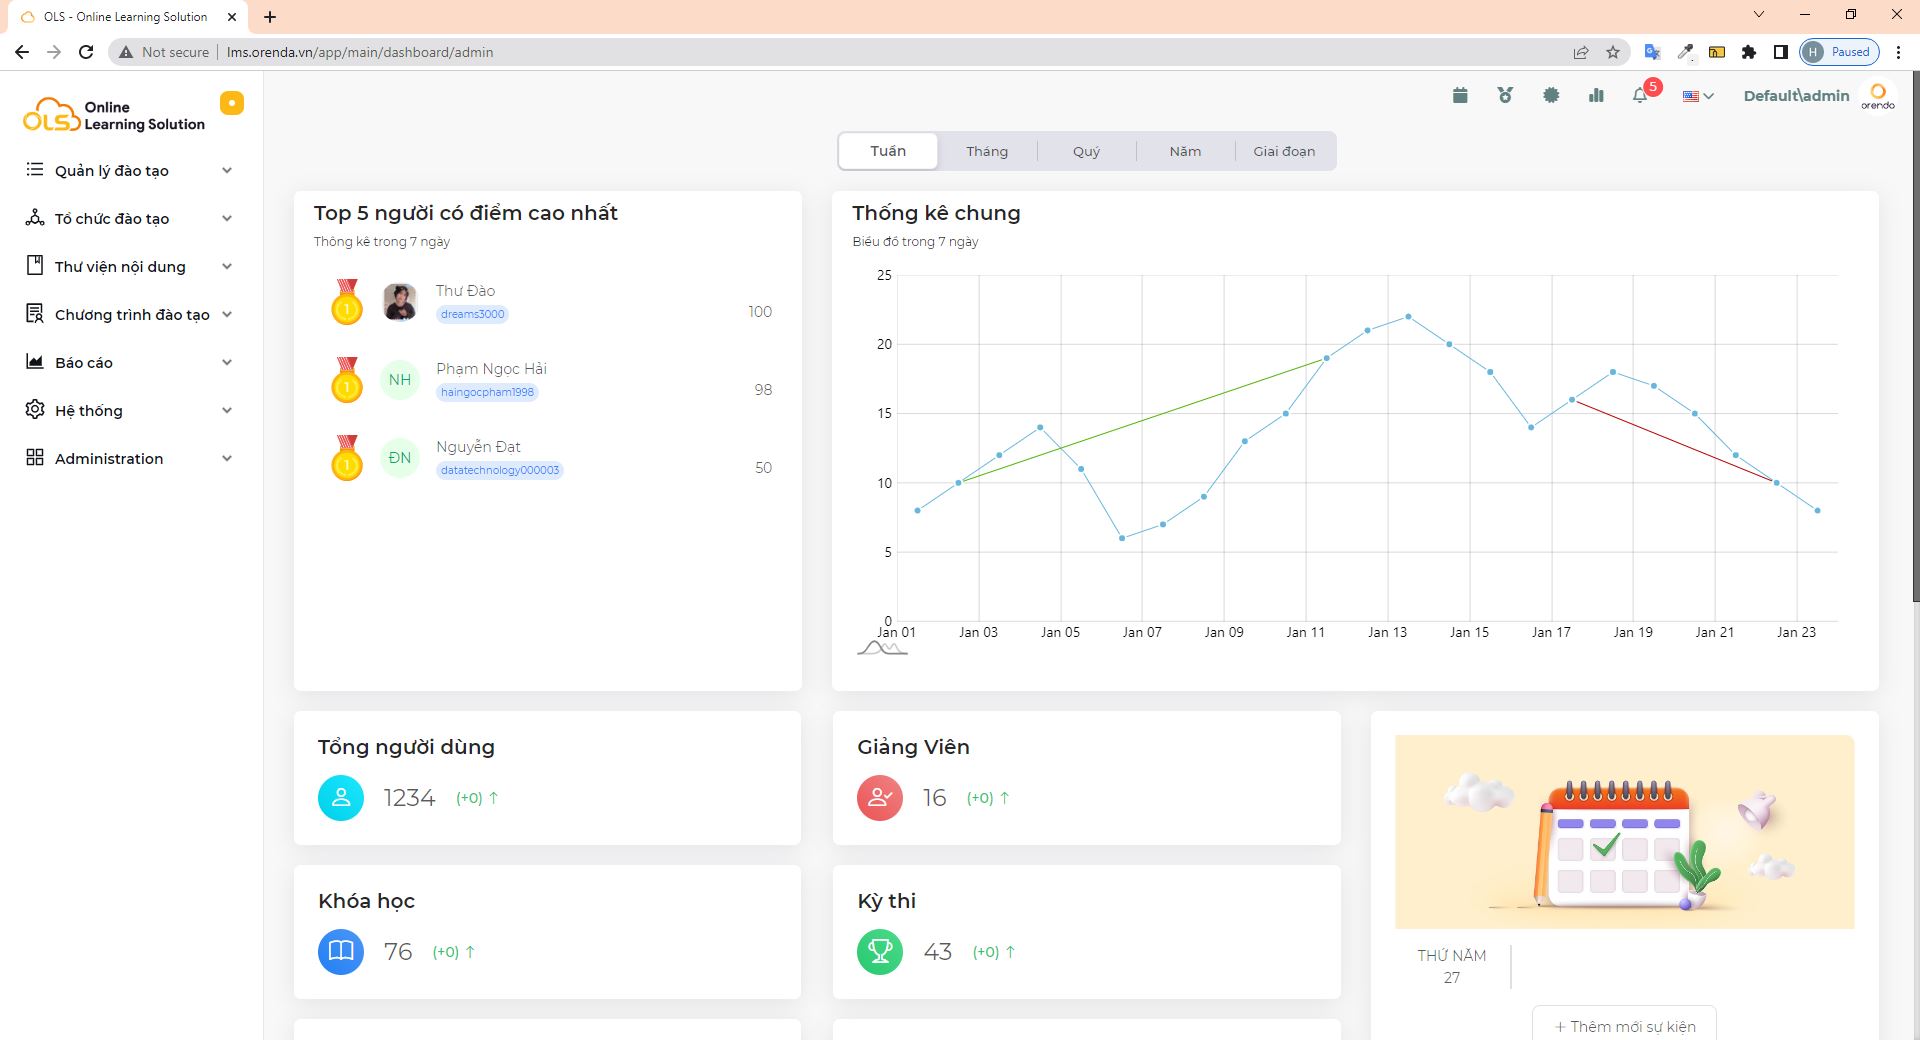 OLS - Online Learning Solution
Not secure
lms.orenda.vn/app/main/dashboard/admin
H Paused
OLS Online Learning Solution
5
Default\admin
orenda
Quản lý đào tạo
Tổ chức đào tạo
Thư viện nội dung
Chương trình đào tạo
Báo cáo
Hệ thống
Administration
Tuần
Tháng
Quý
Năm
Giai đoạn
Top 5 người có điểm cao nhất
Thông kê trong 7 ngày
1
Thư Đào
dreams3000
100
1
NH
Phạm Ngọc Hải
haingocpham1998
98
1
ĐN
Nguyễn Đạt
datatechnology000003
50
Thống kê chung
Biểu đồ trong 7 ngày
25
20
15
10
5
0
Jan 01
Jan 03
Jan 05
Jan 07
Jan 09
Jan 11
Jan 13
Jan 15
Jan 17
Jan 19
Jan 21
Jan 23
Tổng người dùng
1234 (+0) ↑
Giảng Viên
16 (+0) ↑
Khóa học
76 (+0) ↑
Kỳ thi
43 (+0) ↑
THỨ NĂM
27
+ Thêm mới sự kiện